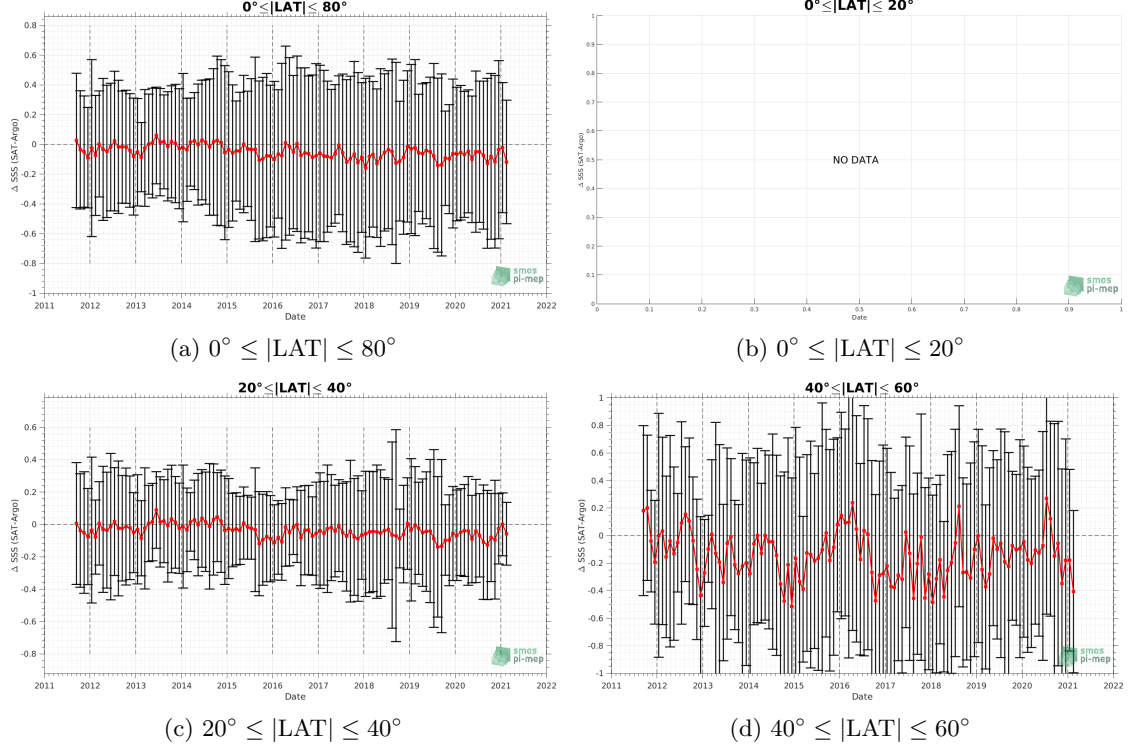 0°≤|LAT|≤ 80°
Δ SSS (SAT-Argo)
0.8
0.6
0.4
0.2
0
-0.2
-0.4
-0.6
-0.8
-1
2011 2012 2013 2014 2015 2016 2017 2018 2019 2020 2021 2022
Date
smos
pi-mep
(a) 0° ≤ |LAT| ≤ 80°
0°≤|LAT|≤ 20°
Δ SSS (SAT-Argo)
1
0.9
0.8
0.7
0.6
0.5
0.4
0.3
0.2
0.1
0
NO DATA
0 0.1 0.2 0.3 0.4 0.5 0.6 0.7 0.8 0.9 1
Date
smos
pi-mep
(b) 0° ≤ |LAT| ≤ 20°
20°≤|LAT|≤ 40°
Δ SSS (SAT-Argo)
0.6
0.4
0.2
0
-0.2
-0.4
-0.6
-0.8
2011 2012 2013 2014 2015 2016 2017 2018 2019 2020 2021 2022
Date
smos
pi-mep
(c) 20° ≤ |LAT| ≤ 40°
40°≤|LAT|≤ 60°
Δ SSS (SAT-Argo)
1
0.8
0.6
0.4
0.2
0
-0.2
-0.4
-0.6
-0.8
-1
2011 2012 2013 2014 2015 2016 2017 2018 2019 2020 2021 2022
Date
smos
pi-mep
(d) 40° ≤ |LAT| ≤ 60°